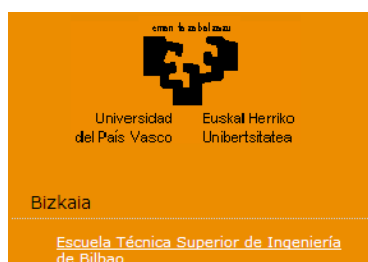 eman ta zabal zazu
Universidad Euskal Herriko
del País Vasco Unibertsitatea
Bizkaia
Escuela Técnica Superior de Ingeniería
de Bilbao